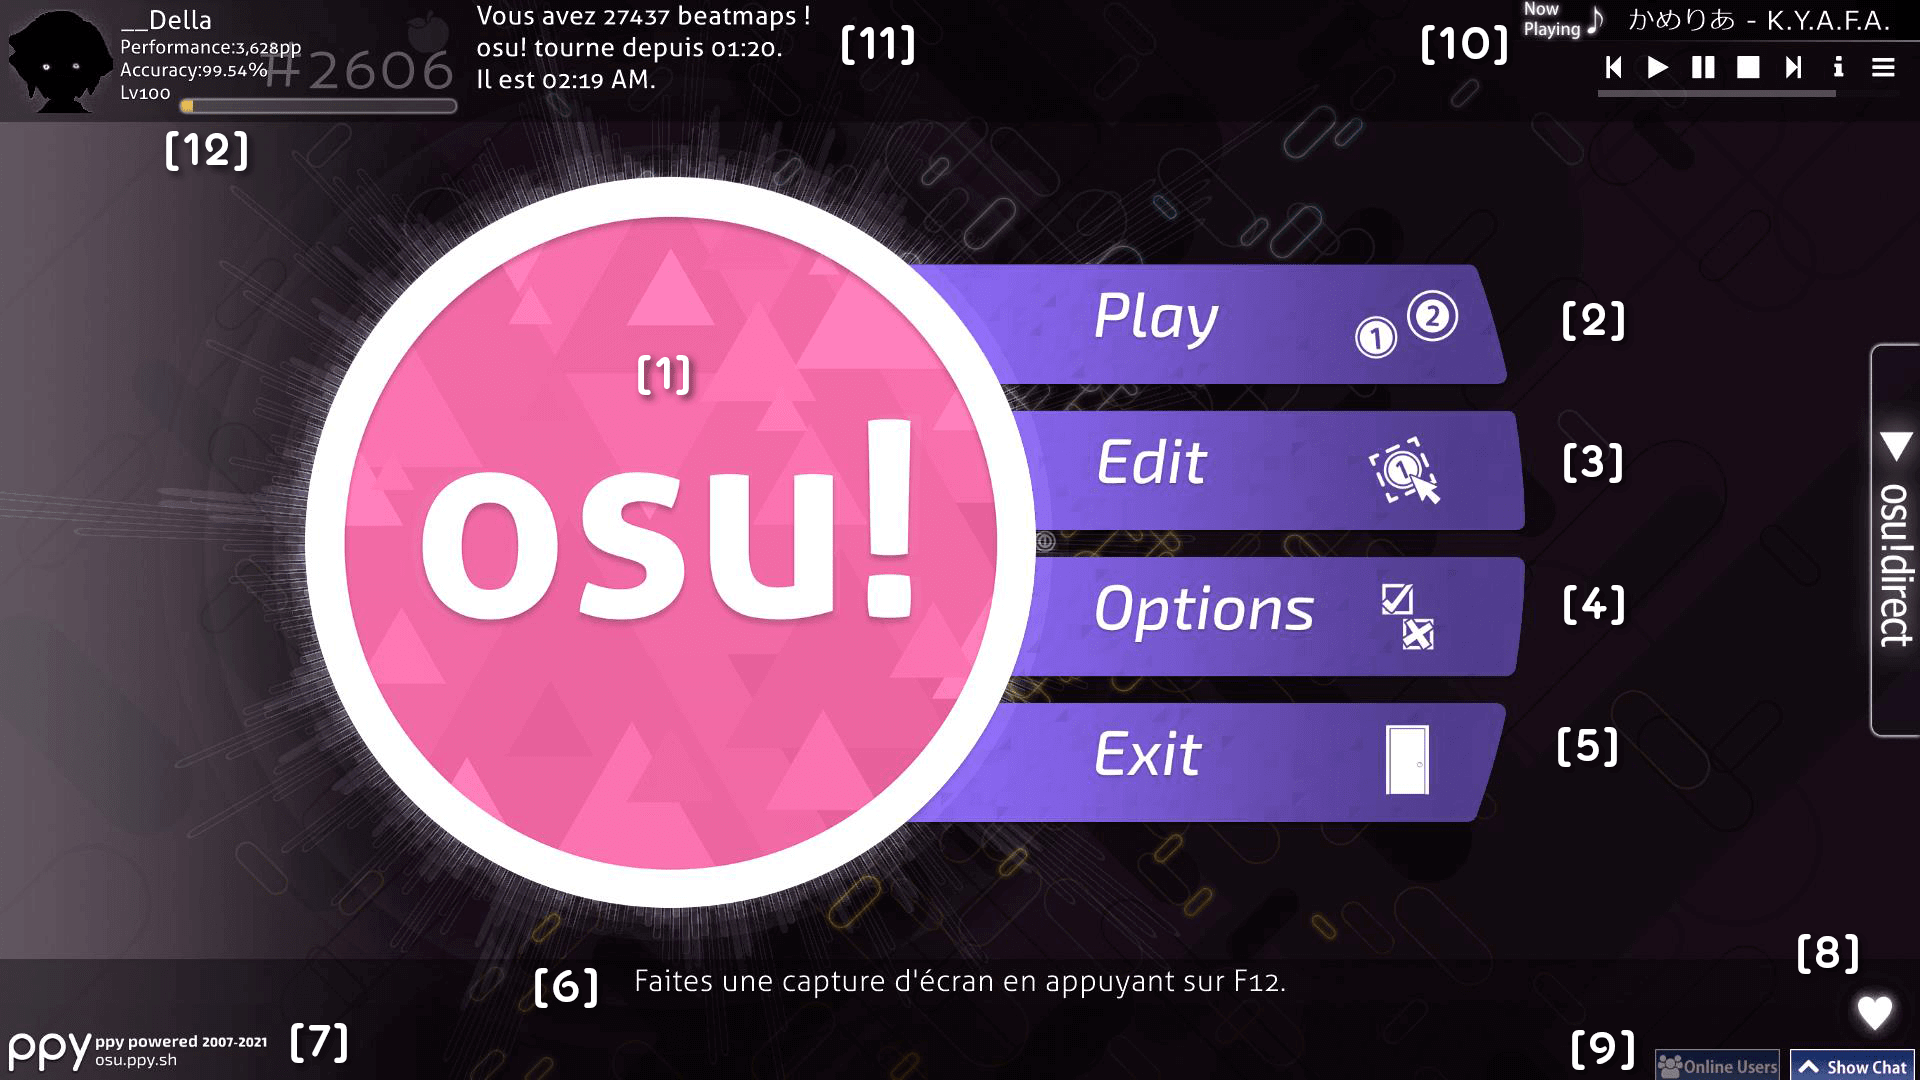 __Della
Performance:3,628pp
Accuracy:99.54%
Lv100
#2606
[12]
Vous avez 27437 beatmaps !
osu! tourne depuis 01:20.
Il est 02:19 AM.
[11]
[10]
Now
Playing
かめりあ - K.Y.A.F.A.
[1]
osu!
Play
1
2
[2]
Edit
1
[3]
Options
[4]
Exit
[5]
osu!direct
[6]
Faites une capture d'écran en appuyant sur F12.
ppy
ppy powered 2007-2021
osu.ppy.sh
[7]
[8]
[9]
Online Users
Show Chat